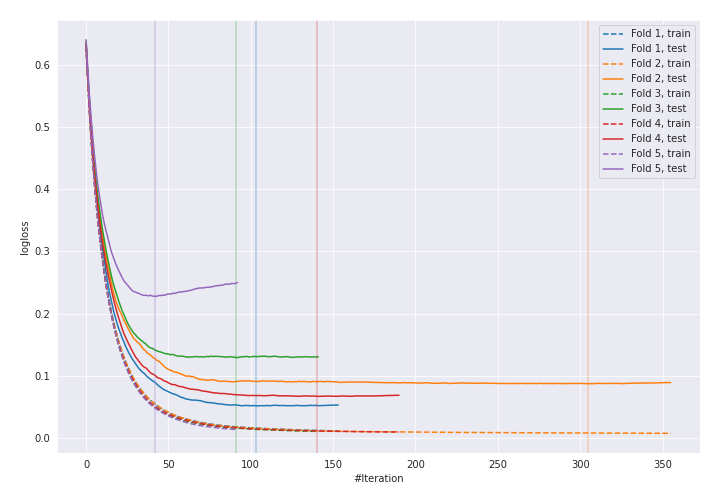 Fold 1, train
Fold 1, test
Fold 2, train
Fold 2, test
Fold 3, train
Fold 3, test
Fold 4, train
Fold 4, test
Fold 5, train
Fold 5, test
logloss
0.6
0.5
0.4
0.3
0.2
0.1
0.0
0 50 100 150 200 250 300 350
#Iteration